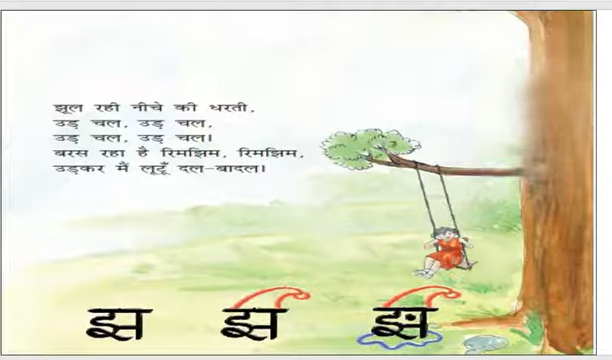 झूल रही नीचे की धरती,
उड़ चल, उड़ चल,
उड़ चल, उड़ चल।
बरस रहा है रिमझिम, रिमझिम,
उड़कर मैं लूटूँ दल-बादल।
झ झ झ